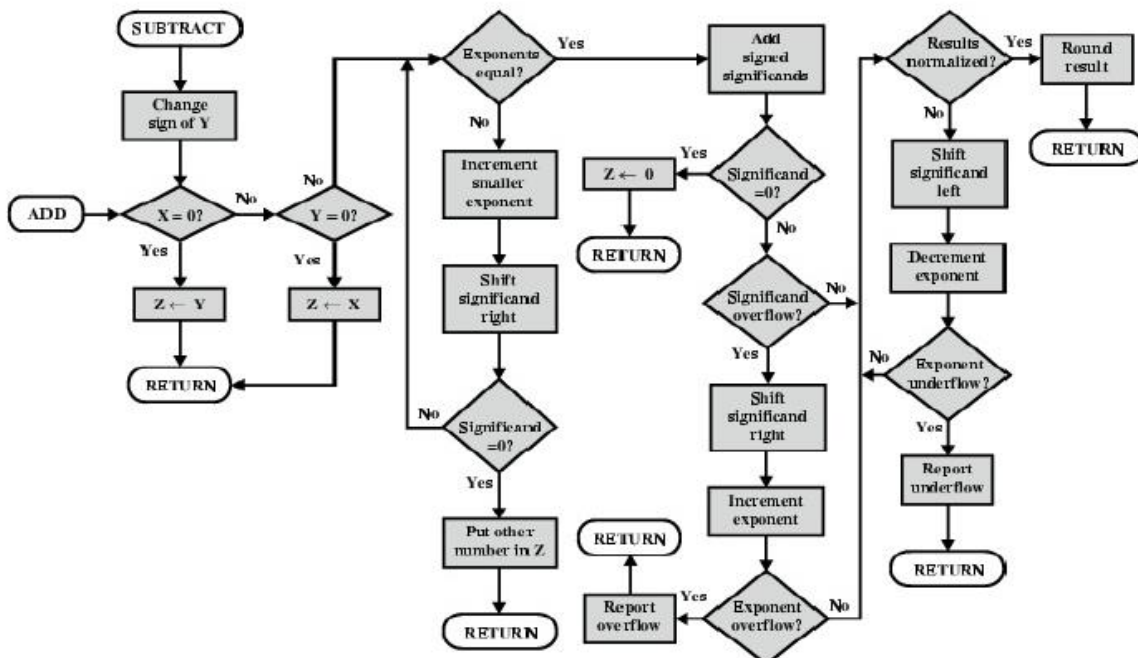 SUBTRACT
Change
sign of Y
ADD
X = 0?
No
Yes
Z ← Y
RETURN
Y = 0?
No
Yes
Z ← X
Exponents
equal?
Yes
No
Increment
smaller
exponent
Shift
significand
right
Significand
=0?
No
Yes
Put other
number in Z
RETURN
Add
signed
significands
Significand
=0?
Yes
Z ← 0
RETURN
No
Significand
overflow?
No
Yes
Shift
significand
right
Increment
exponent
Exponent
overflow?
Yes
Report
overflow
RETURN
No
Results
normalized?
Yes
Round
result
RETURN
No
Shift
significand
left
Decrement
exponent
Exponent
underflow?
No
Yes
Report
underflow
RETURN